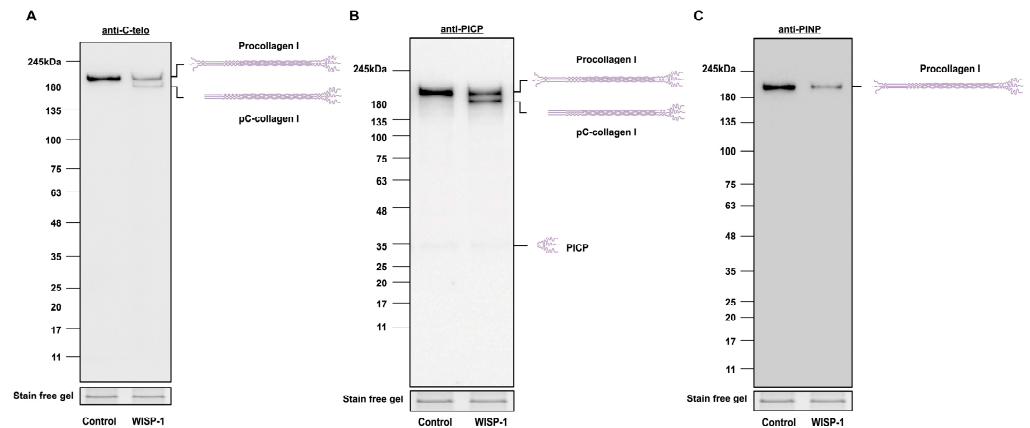 A
anti-C-telo
245kDa
180
135
100
75
63
48
35
25
20
17
11
Procollagen I
pC-collagen I
Stain free gel
Control WISP-1
B
anti-PICP
245kDa
180
135
100
75
63
48
35
25
20
17
11
Procollagen I
pC-collagen I
PICP
Stain free gel
Control WISP-1
C
anti-PINP
245kDa
180
135
100
75
63
48
35
25
20
17
11
Procollagen I
Stain free gel
Control WISP-1